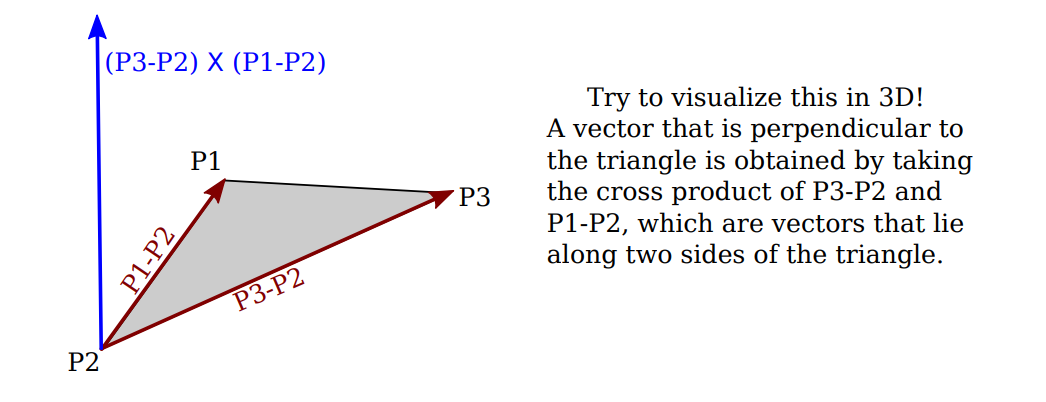 (P3-P2) X (P1-P2)
Try to visualize this in 3D!
A vector that is perpendicular to
the triangle is obtained by taking
the cross product of P3-P2 and
P1-P2, which are vectors that lie
along two sides of the triangle.
P1
P3
P1-P2
P3-P2
P2